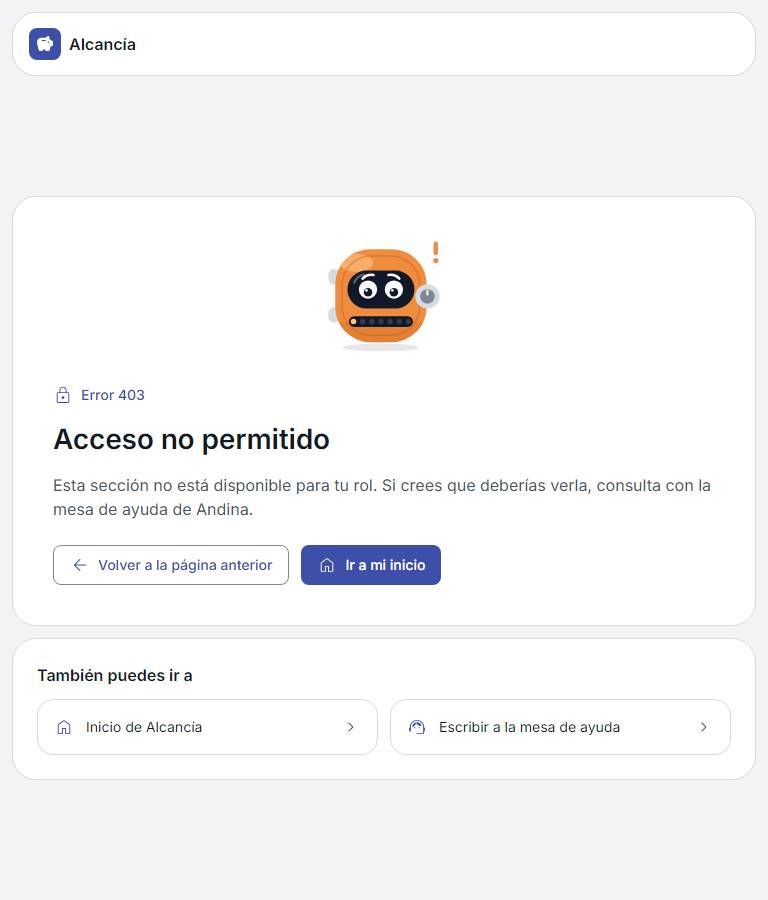 Alcancía
!
Error 403
Acceso no permitido
Esta sección no está disponible para tu rol. Si crees que deberías verla, consulta con la
mesa de ayuda de Andina.
Volver a la página anterior
Ir a mi inicio
También puedes ir a
Inicio de Alcancía
Escribir a la mesa de ayuda